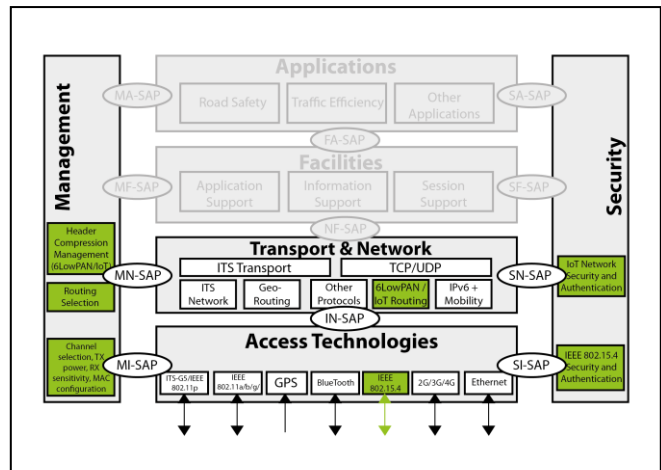 Applications
MA-SAP
Road Safety
Traffic Efficiency
Other
Applications
SA-SAP
FA-SAP
Management
Facilities
MF-SAP
Application
Support
Information
Support
Session
Support
SF-SAP
Security
NF-SAP
Header
Compression
Management
(6LowPAN/IoT)
Routing
Selection
Transport & Network
MN-SAP
ITS Transport
TCP/UDP
SN-SAP
ITS
Network
Geo-
Routing
Other
Protocols
6LowPAN /
IoT Routing
IPv6 +
Mobility
IoT Network
Security and
Authentication
IN-SAP
Access Technologies
Channel
selection, TX
power, RX
sensitivity, MAC
configuration
MI-SAP
SI-SAP
IEEE 802.15.4
Security and
Authentication
ITS-G5/IEEE
802.11p
IEEE
802.11a/b/g/
GPS
BlueTooth
IEEE
802.15.4
2G/3G/4G
Ethernet